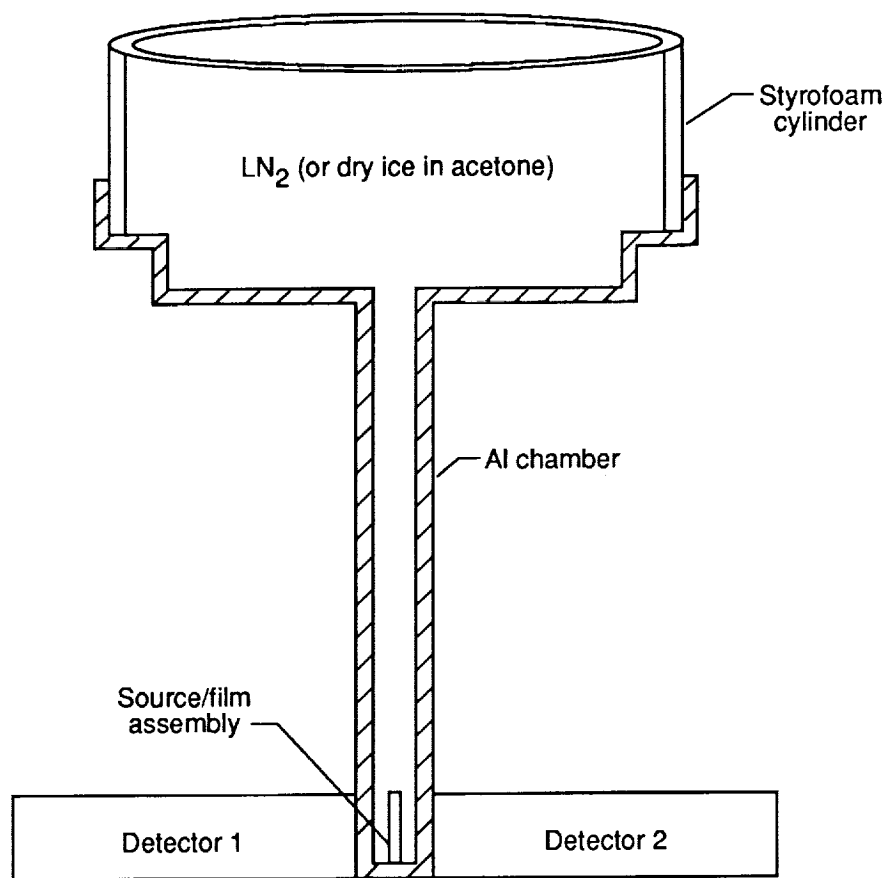 Styrofoam
cylinder
LN2 (or dry ice in acetone)
Al chamber
Source/film
assembly
Detector 1
Detector 2